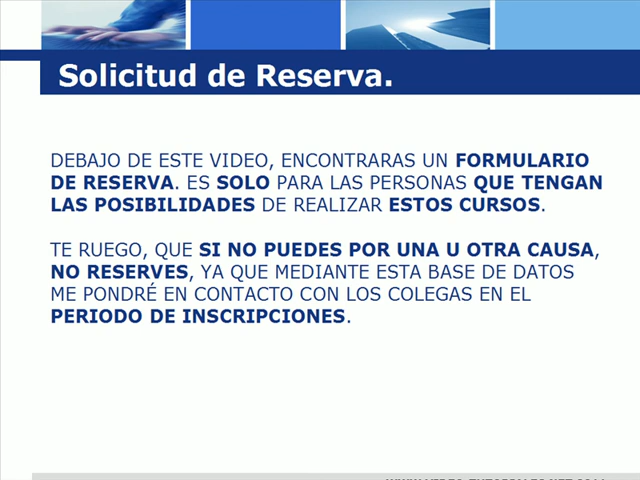 Solicitud de Reserva.
DEBAJO DE ESTE VIDEO, ENCONTRARAS UN FORMULARIO
DE RESERVA. ES SOLO PARA LAS PERSONAS QUE TENGAN
LAS POSIBILIDADES DE REALIZAR ESTOS CURSOS.
TE RUEGO, QUE SI NO PUEDES POR UNA U OTRA CAUSA,
NO RESERVES, YA QUE MEDIANTE ESTA BASE DE DATOS
ME PONDRÉ EN CONTACTO CON LOS COLEGAS EN EL
PERIODO DE INSCRIPCIONES.